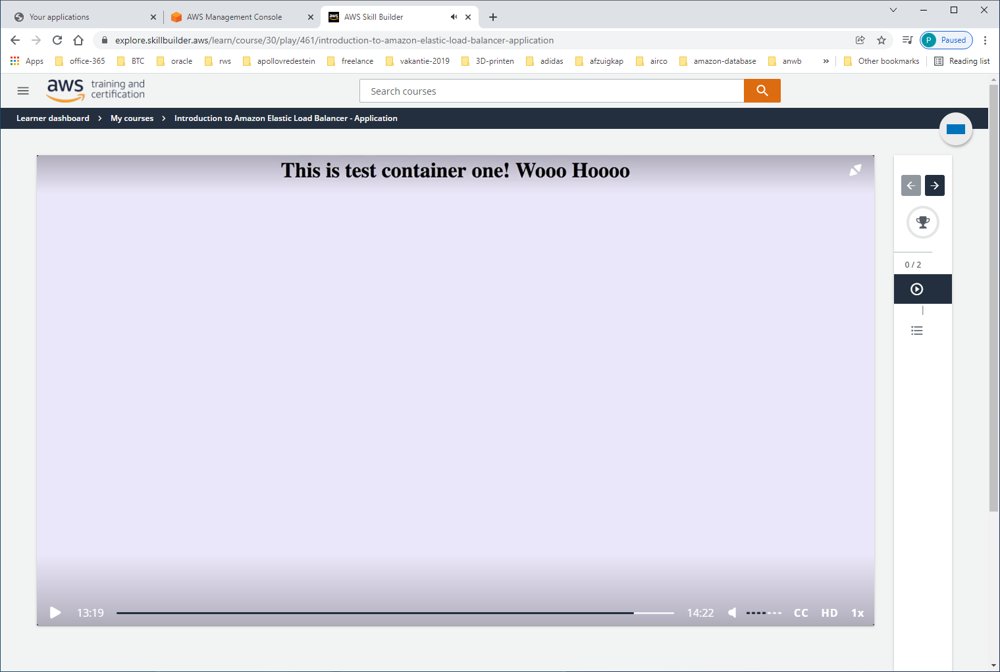 Your applications
AWS Management Console
aws AWS Skill Builder
explore.skillbuilder.aws/learn/course/30/play/461/introduction-to-amazon-elastic-load-balancer-application
P Paused
Apps office-365 BTC oracle rws apollovredestein freelance vakantie-2019 3D-printen adidas afzuigkap airco amazon-database anwb » Other bookmarks Reading list
aws training and
certification
Search courses
Learner dashboard > My courses > Introduction to Amazon Elastic Load Balancer - Application
This is test container one! Wooo Hoooo
0 / 2
13:19 14:22 CC HD 1x